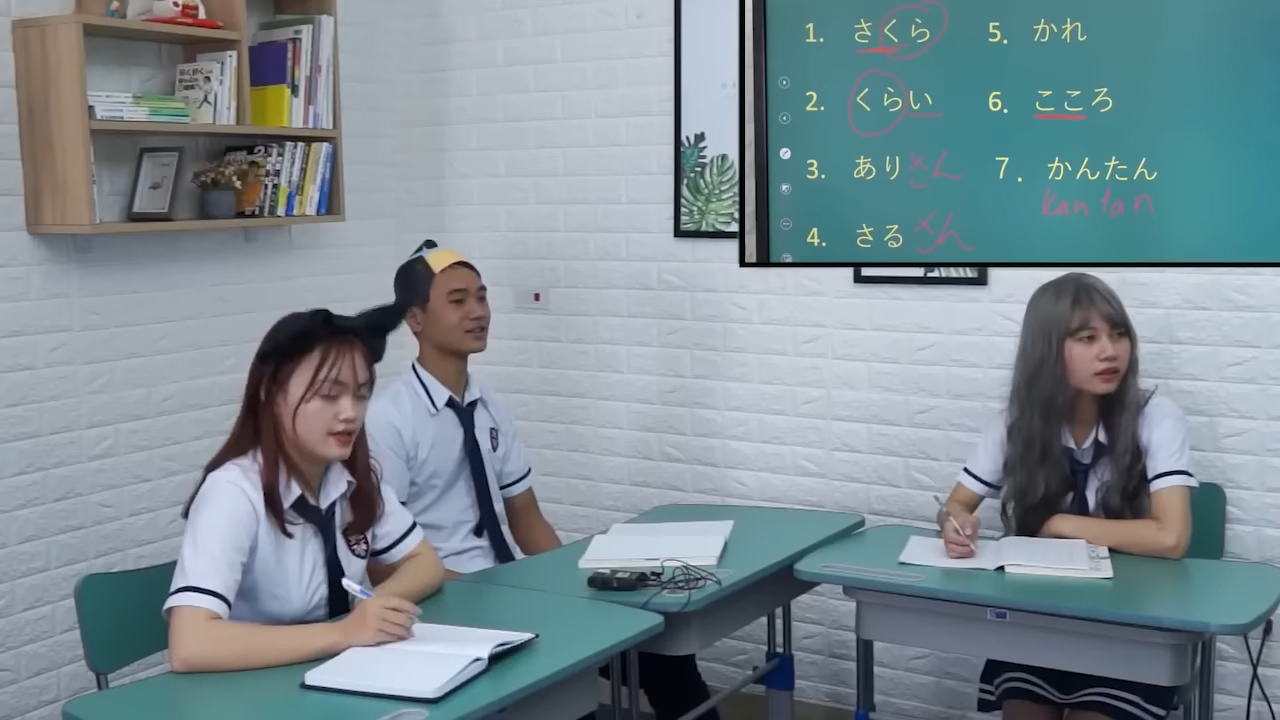 1. さくら 5. かれ
2. くらい 6. こころ
3. ありさん 7. かんたん
kan tan
4. さるさん